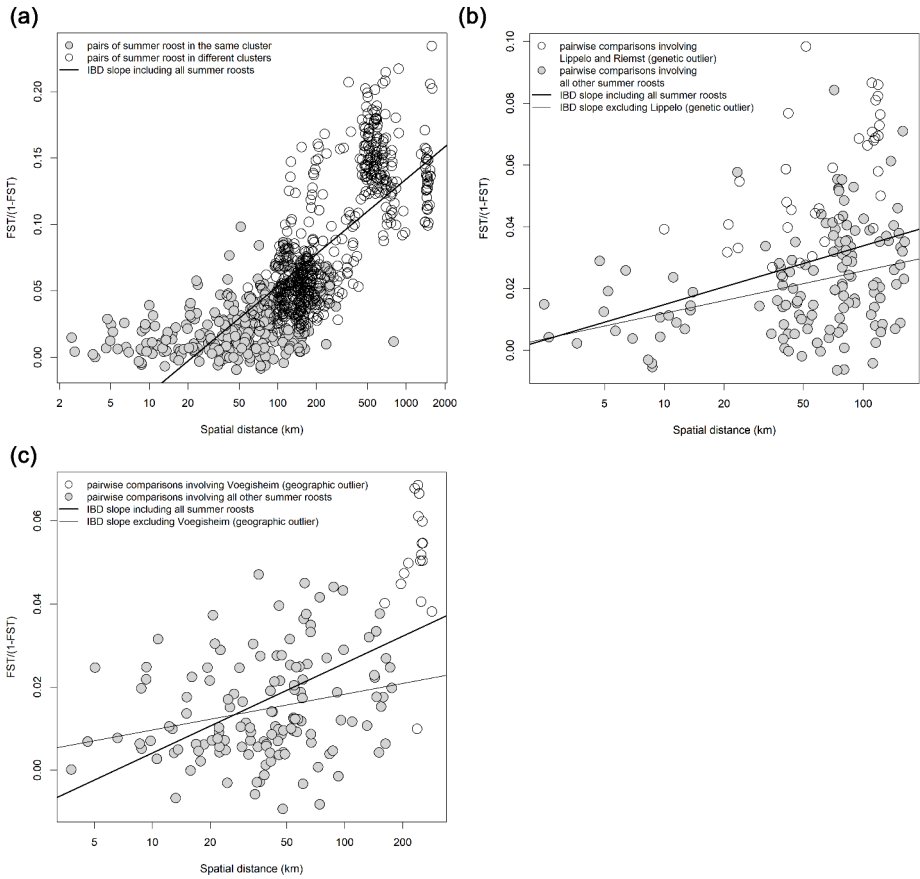 (a)
pairs of summer roost in the same cluster
pairs of summer roost in different clusters
IBD slope including all summer roosts
FST/(1-FST)
0.20
0.15
0.10
0.05
0.00
2 5 10 20 50 100 200 500 1000 2000
Spatial distance (km)
(b)
pairwise comparisons involving
Lippelo and Riemst (genetic outlier)
pairwise comparisons involving
all other summer roosts
IBD slope including all summer roosts
IBD slope excluding Lippelo (genetic outlier)
FST/(1-FST)
0.10
0.08
0.06
0.04
0.02
0.00
5 10 20 50 100
Spatial distance (km)
(c)
pairwise comparisons involving Voegisheim (geographic outlier)
pairwise comparisons involving all other summer roosts
IBD slope including all summer roosts
IBD slope excluding Voegisheim (geographic outlier)
FST/(1-FST)
0.06
0.04
0.02
0.00
5 10 20 50 100 200
Spatial distance (km)